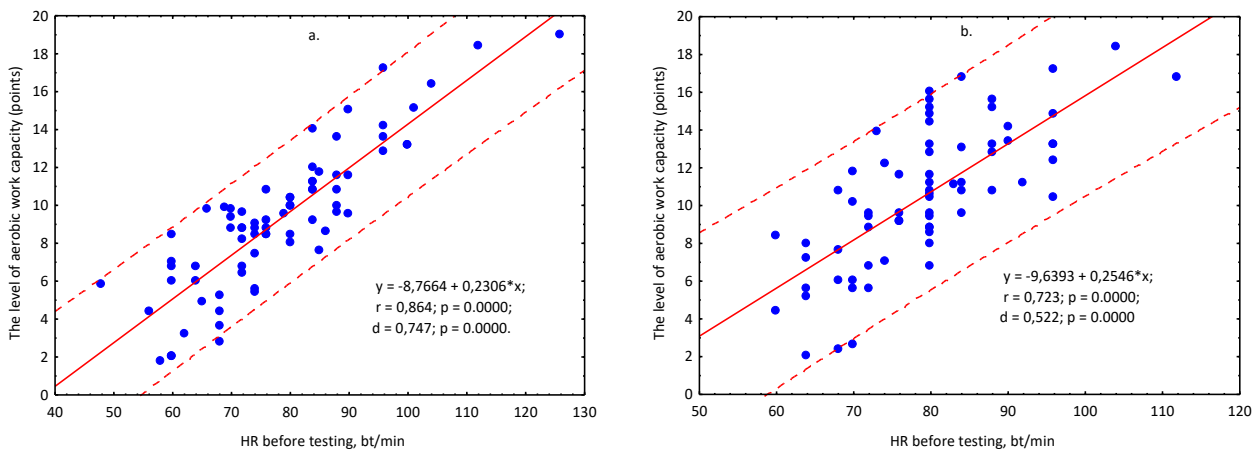 a.
The level of aerobic work capacity (points)
20
18
16
14
12
10
8
6
4
2
0
y = -8,7664 + 0,2306*x;
r = 0,864; p = 0.0000;
d = 0,747; p = 0.0000.
40 50 60 70 80 90 100 110 120 130
HR before testing, bt/min
b.
The level of aerobic work capacity (points)
20
18
16
14
12
10
8
6
4
2
0
y = -9,6393 + 0,2546*x;
r = 0,723; p = 0.0000;
d = 0,522; p = 0.0000
50 60 70 80 90 100 110 120
HR before testing, bt/min